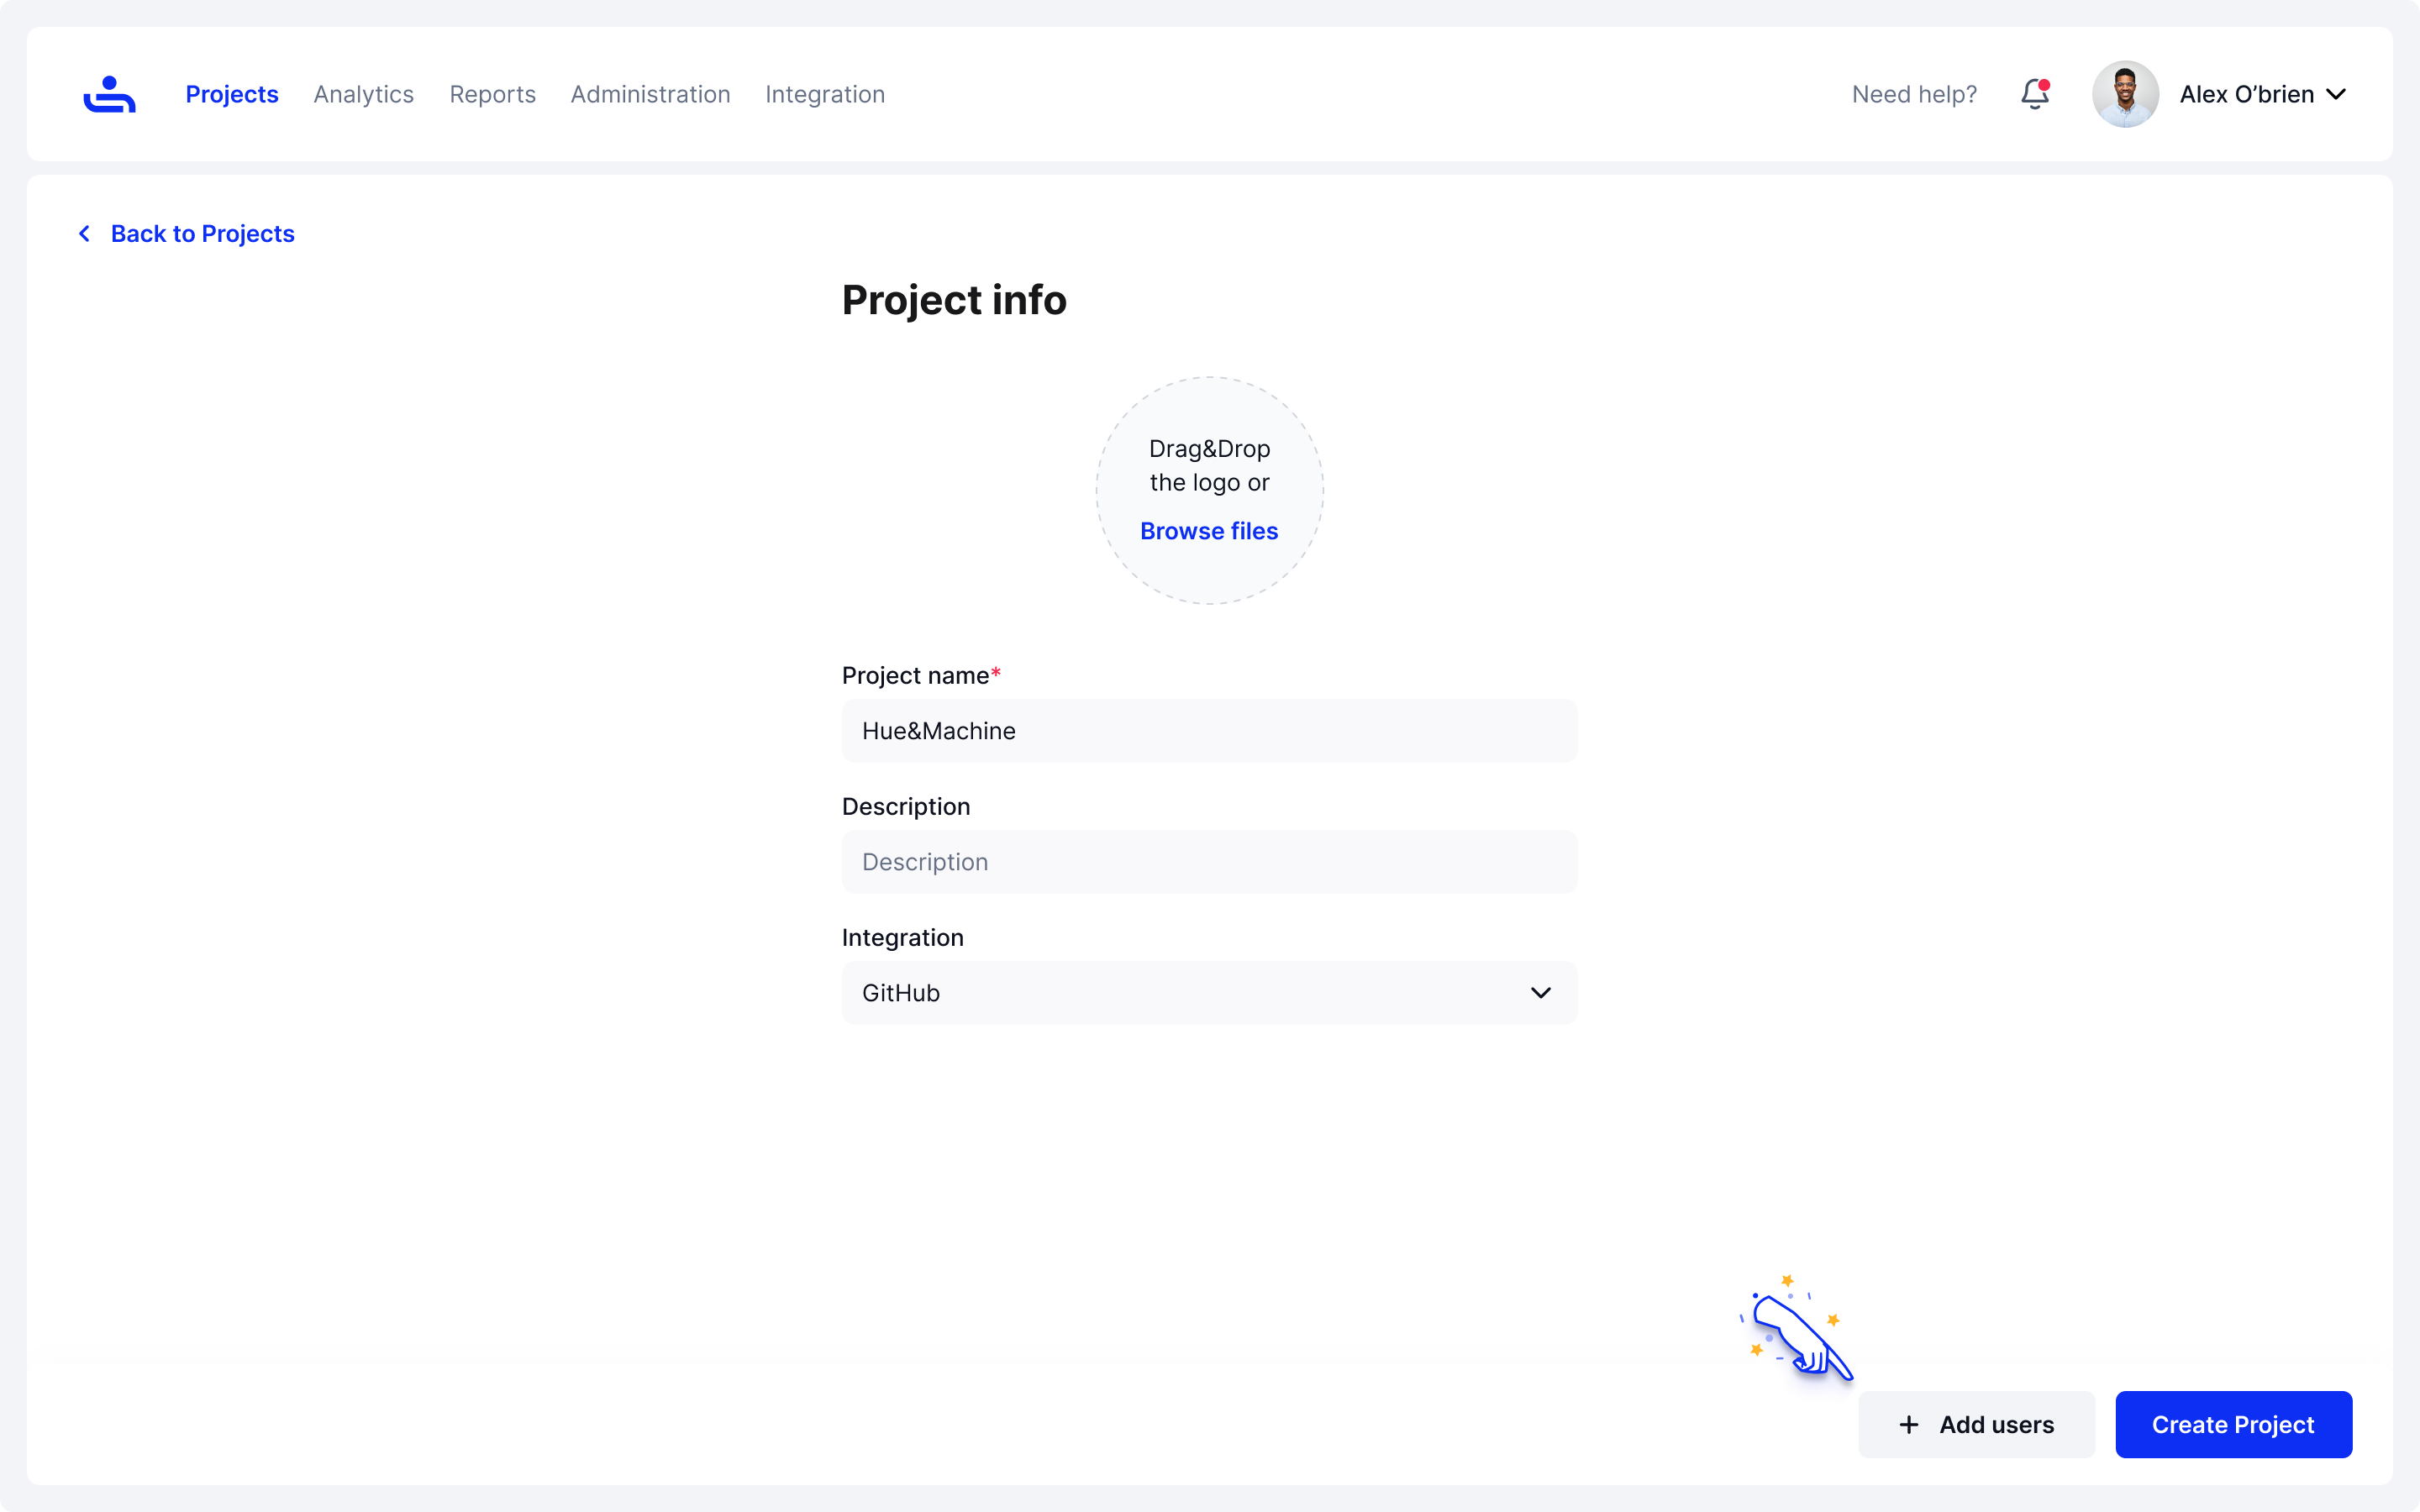 Projects
Analytics
Reports
Administration
Integration
Need help?
Alex O’brien
Back to Projects
Project info
Drag&Drop
the logo or
Browse files
Project name*
Hue&Machine
Description
Description
Integration
GitHub
+ Add users
Create Project